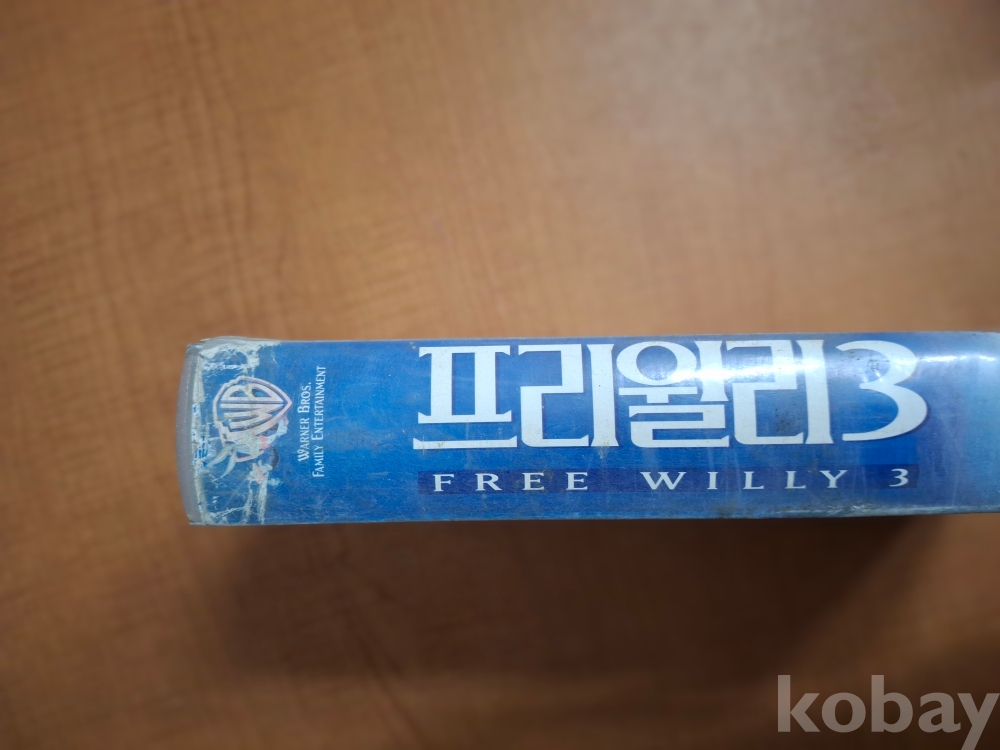 WB
WARNER BROS.
FAMILY ENTERTAINMENT
프리윌리3
FREE WILLY 3
kobay